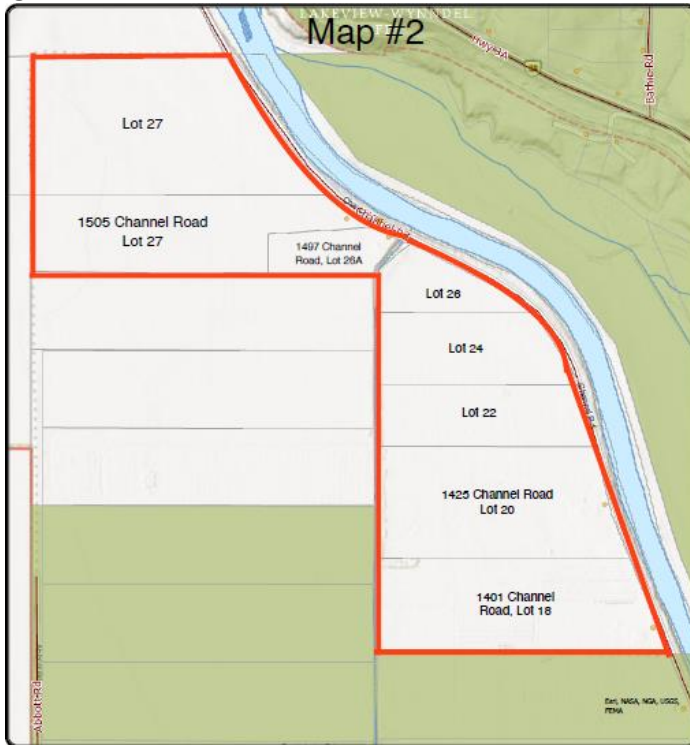 LAKEVIEW-WYNNDEL
Map #2
Hwy 3A
Bathie Rd
Lot 27
1505 Channel Road
Lot 27
1497 Channel
Road, Lot 26A
Lot 26
Lot 24
Channel Rd
Lot 22
1425 Channel Road
Lot 20
1401 Channel
Road, Lot 18
Abbott Rd
Esri, NASA, NGA, USGS,
FEMA